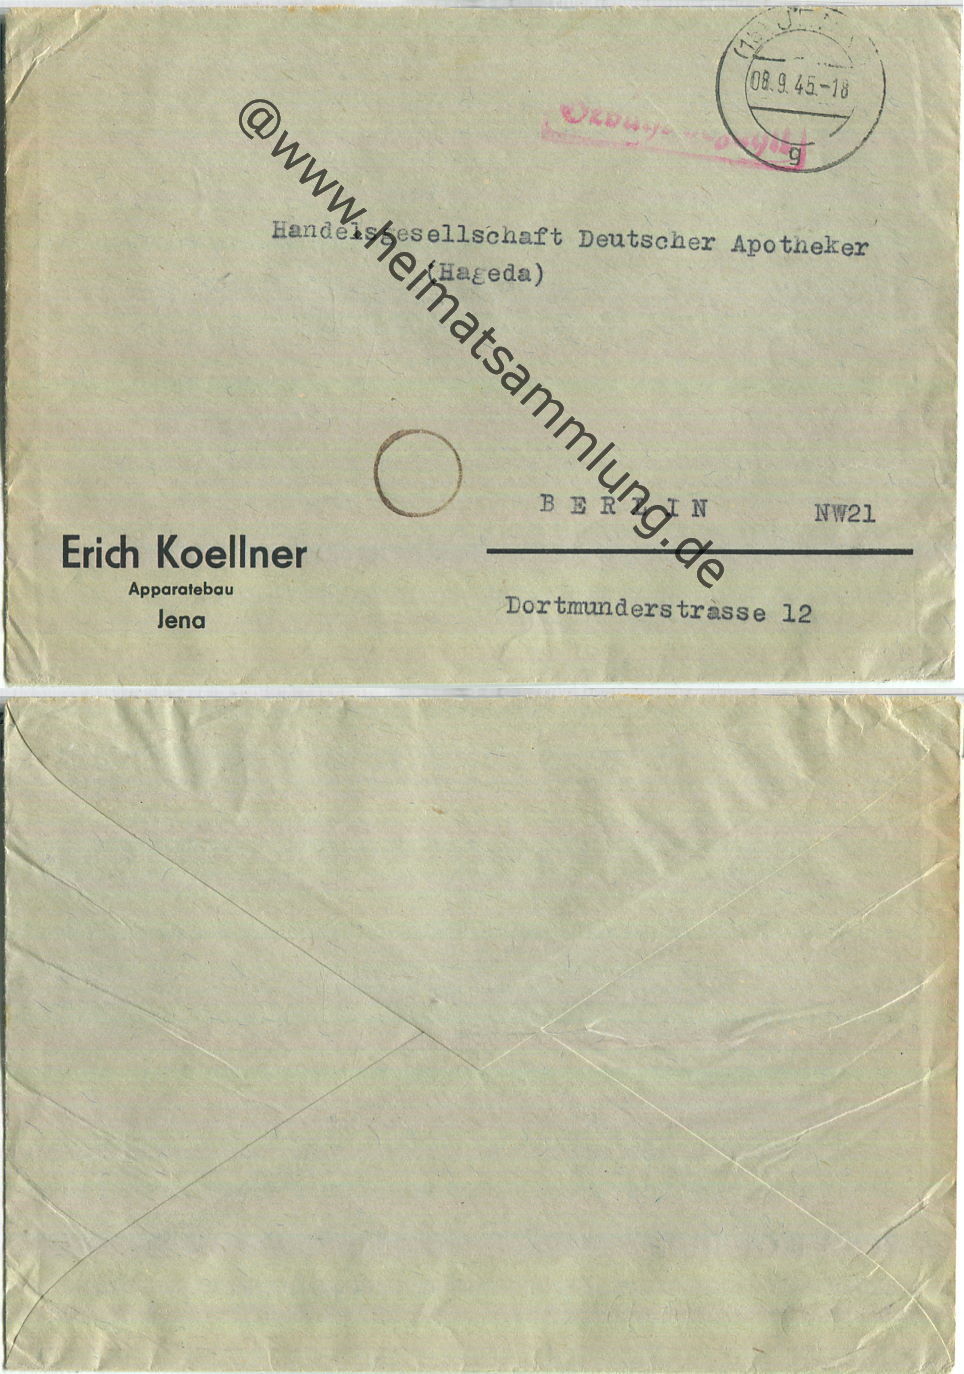 08.9.45.-18
g
Handelsgesellschaft Deutscher Apotheker
(Hageda)
@www.heimatsammlung.de
BERLIN NW21
Dortmunderstrasse 12
Erich Koellner
Apparatebau
Jena